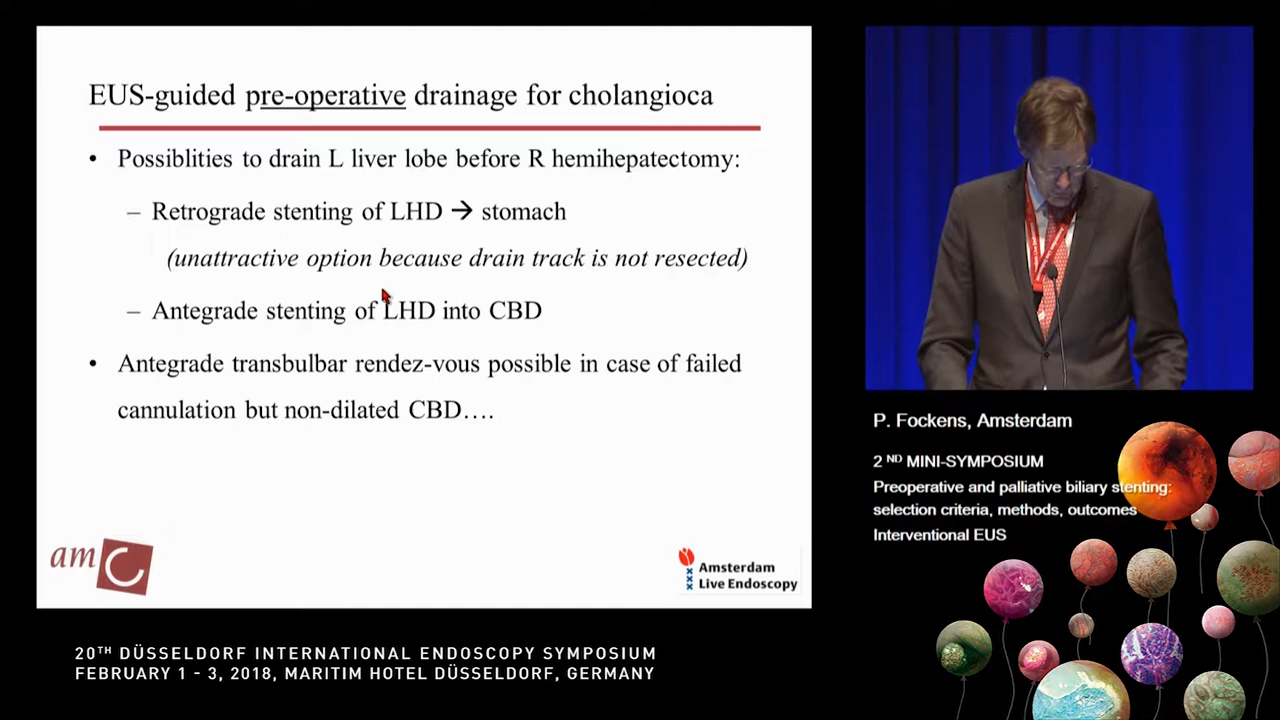 EUS-guided pre-operative drainage for cholangioca
• Possiblities to drain L liver lobe before R hemihepatectomy:
– Retrograde stenting of LHD → stomach
(unattractive option because drain track is not resected)
– Antegrade stenting of LHD into CBD
• Antegrade transbulbar rendez-vous possible in case of failed
cannulation but non-dilated CBD….
amC
Amsterdam
Live Endoscopy
P. Fockens, Amsterdam
2 ND MINI-SYMPOSIUM
Preoperative and palliative biliary stenting:
selection criteria, methods, outcomes
Interventional EUS
20TH DÜSSELDORF INTERNATIONAL ENDOSCOPY SYMPOSIUM
FEBRUARY 1 - 3, 2018, MARITIM HOTEL DÜSSELDORF, GERMANY